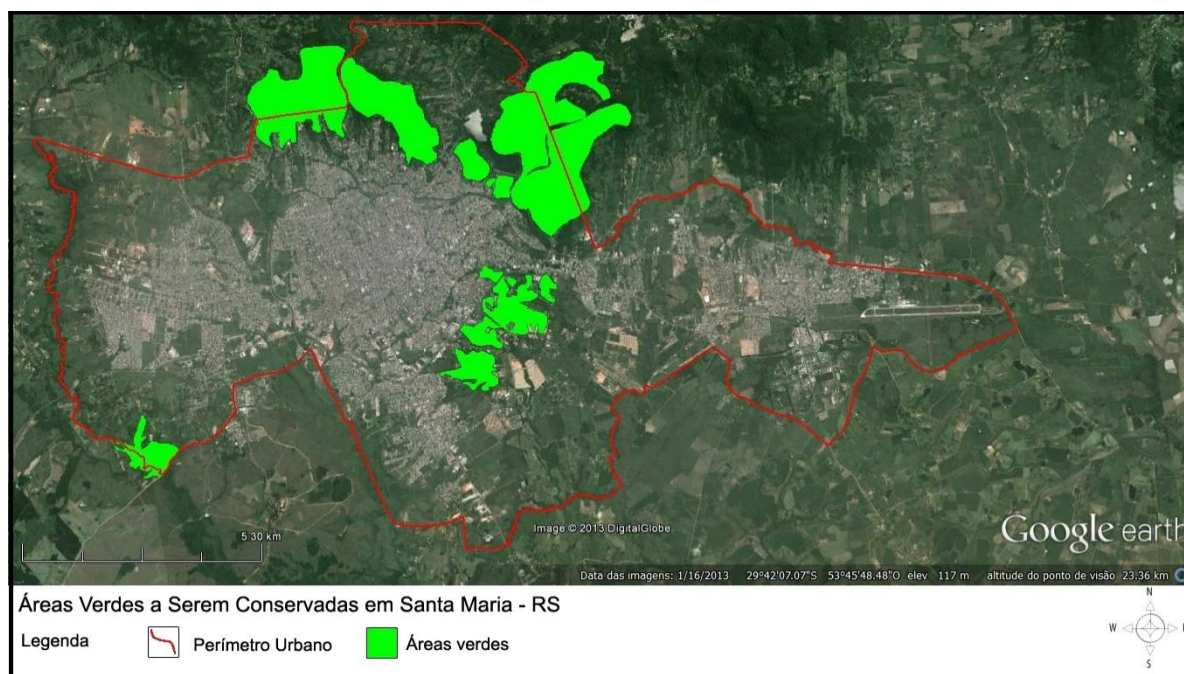 Image © 2013 DigitalGlobe
5.30 km
Google earth
Data das imagens: 1/16/2013 29°42'07.07"S 53°45'48.48"O elev 117 m altitude do ponto de visão 23.36 km
Áreas Verdes a Serem Conservadas em Santa Maria - RS
Legenda
Perímetro Urbano
Áreas verdes
N
W
S